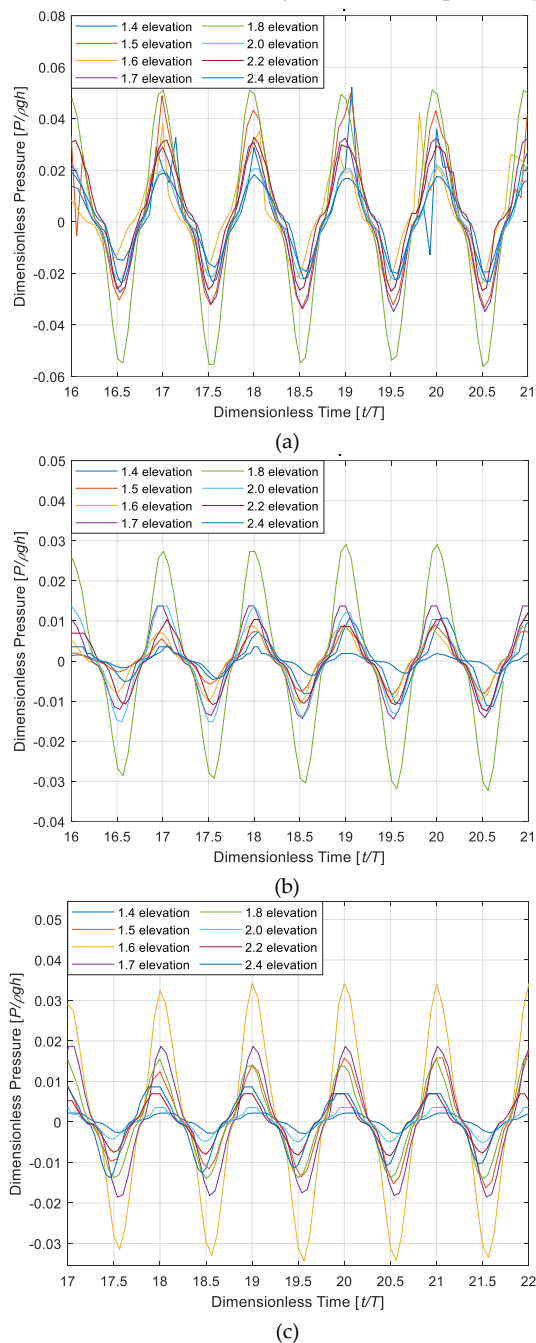 0.08
0.06
0.04
0.02
0
-0.02
-0.04
-0.06
Dimensionless Pressure [P/ρgh]
1.4 elevation 1.8 elevation
1.5 elevation 2.0 elevation
1.6 elevation 2.2 elevation
1.7 elevation 2.4 elevation
16 16.5 17 17.5 18 18.5 19 19.5 20 20.5 21
Dimensionless Time [t/T]
(a)
0.05
0.04
0.03
0.02
0.01
0
-0.01
-0.02
-0.03
-0.04
Dimensionless Pressure [P/ρgh]
1.4 elevation 1.8 elevation
1.5 elevation 2.0 elevation
1.6 elevation 2.2 elevation
1.7 elevation 2.4 elevation
16 16.5 17 17.5 18 18.5 19 19.5 20 20.5 21
Dimensionless Time [t/T]
(b)
0.05
0.04
0.03
0.02
0.01
0
-0.01
-0.02
-0.03
Dimensionless Pressure [P/ρgh]
1.4 elevation 1.8 elevation
1.5 elevation 2.0 elevation
1.6 elevation 2.2 elevation
1.7 elevation 2.4 elevation
17 17.5 18 18.5 19 19.5 20 20.5 21 21.5 22
Dimensionless Time [t/T]
(c)